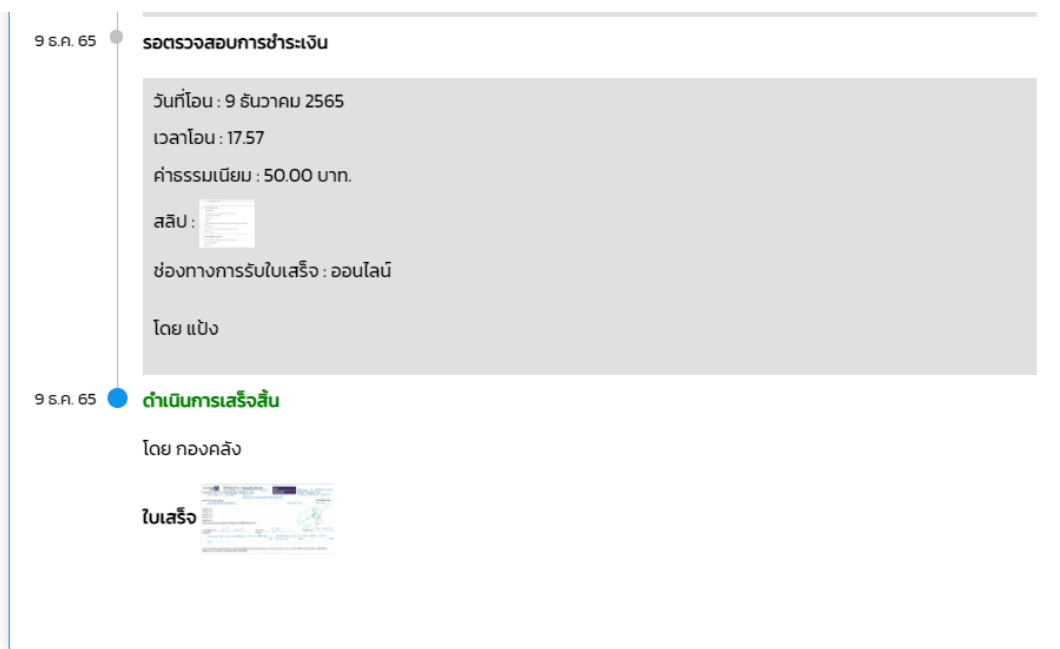 9 ธ.ค. 65 รอตรวจสอบการชำระเงิน
วันที่โอน : 9 ธันวาคม 2565
เวลาโอน : 17.57
ค่าธรรมเนียม : 50.00 บาท.
สลิป :
ช่องทางการรับใบเสร็จ : ออนไลน์
โดย แป้ง
9 ธ.ค. 65 ดำเนินการเสร็จสิ้น
โดย กองคลัง
ใบเสร็จ